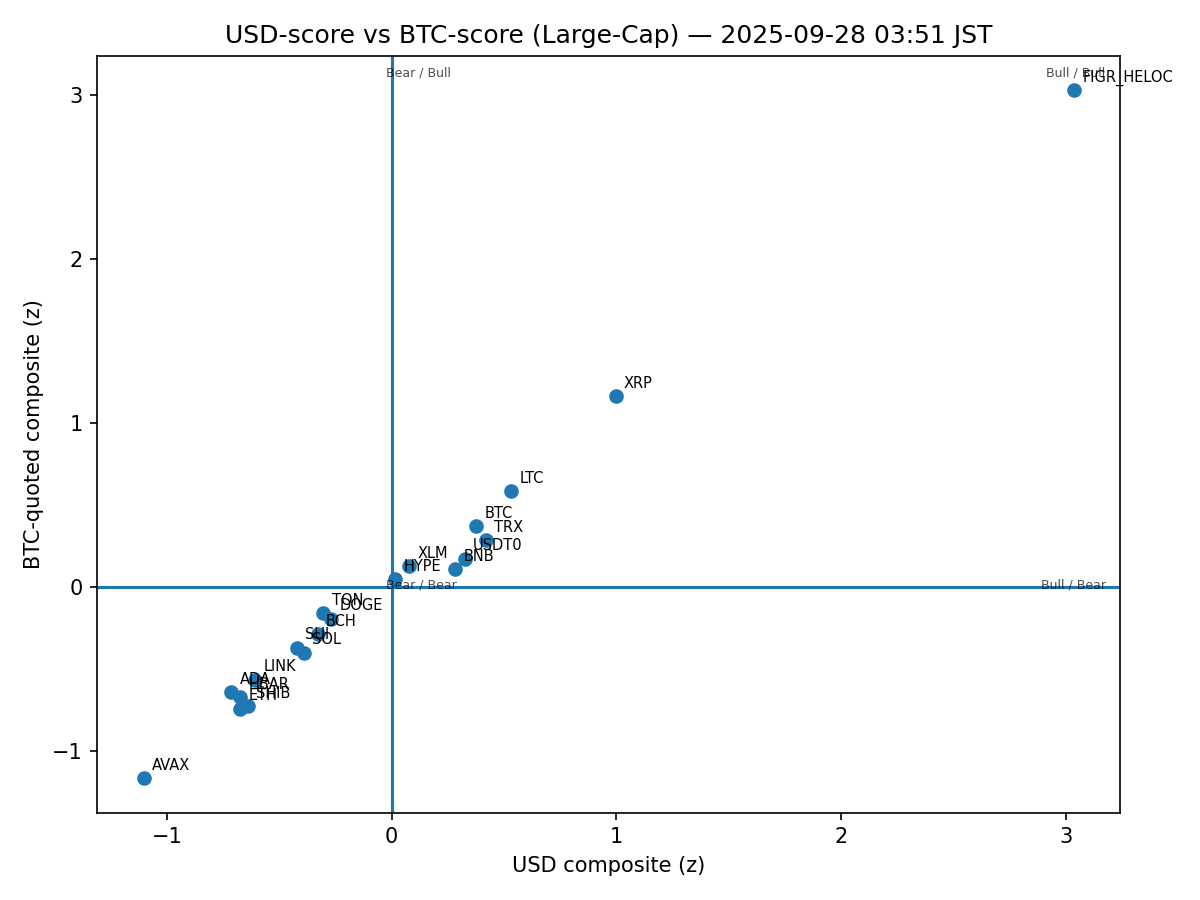 USD-score vs BTC-score (Large-Cap) — 2025-09-28 03:51 JST
Bear / Bull
Bull / Bull
FIGR_HELOC
XRP
LTC
BTC
TRX
USDT0
BNB
XLM
HYPE
Bear / Bear
Bull / Bear
TON
DOGE
BCH
SUI
SOL
LINK
ADA
HBAR
SHIB
ETH
AVAX
3
2
1
0
−1
−1
0
1
2
3
BTC-quoted composite (z)
USD composite (z)